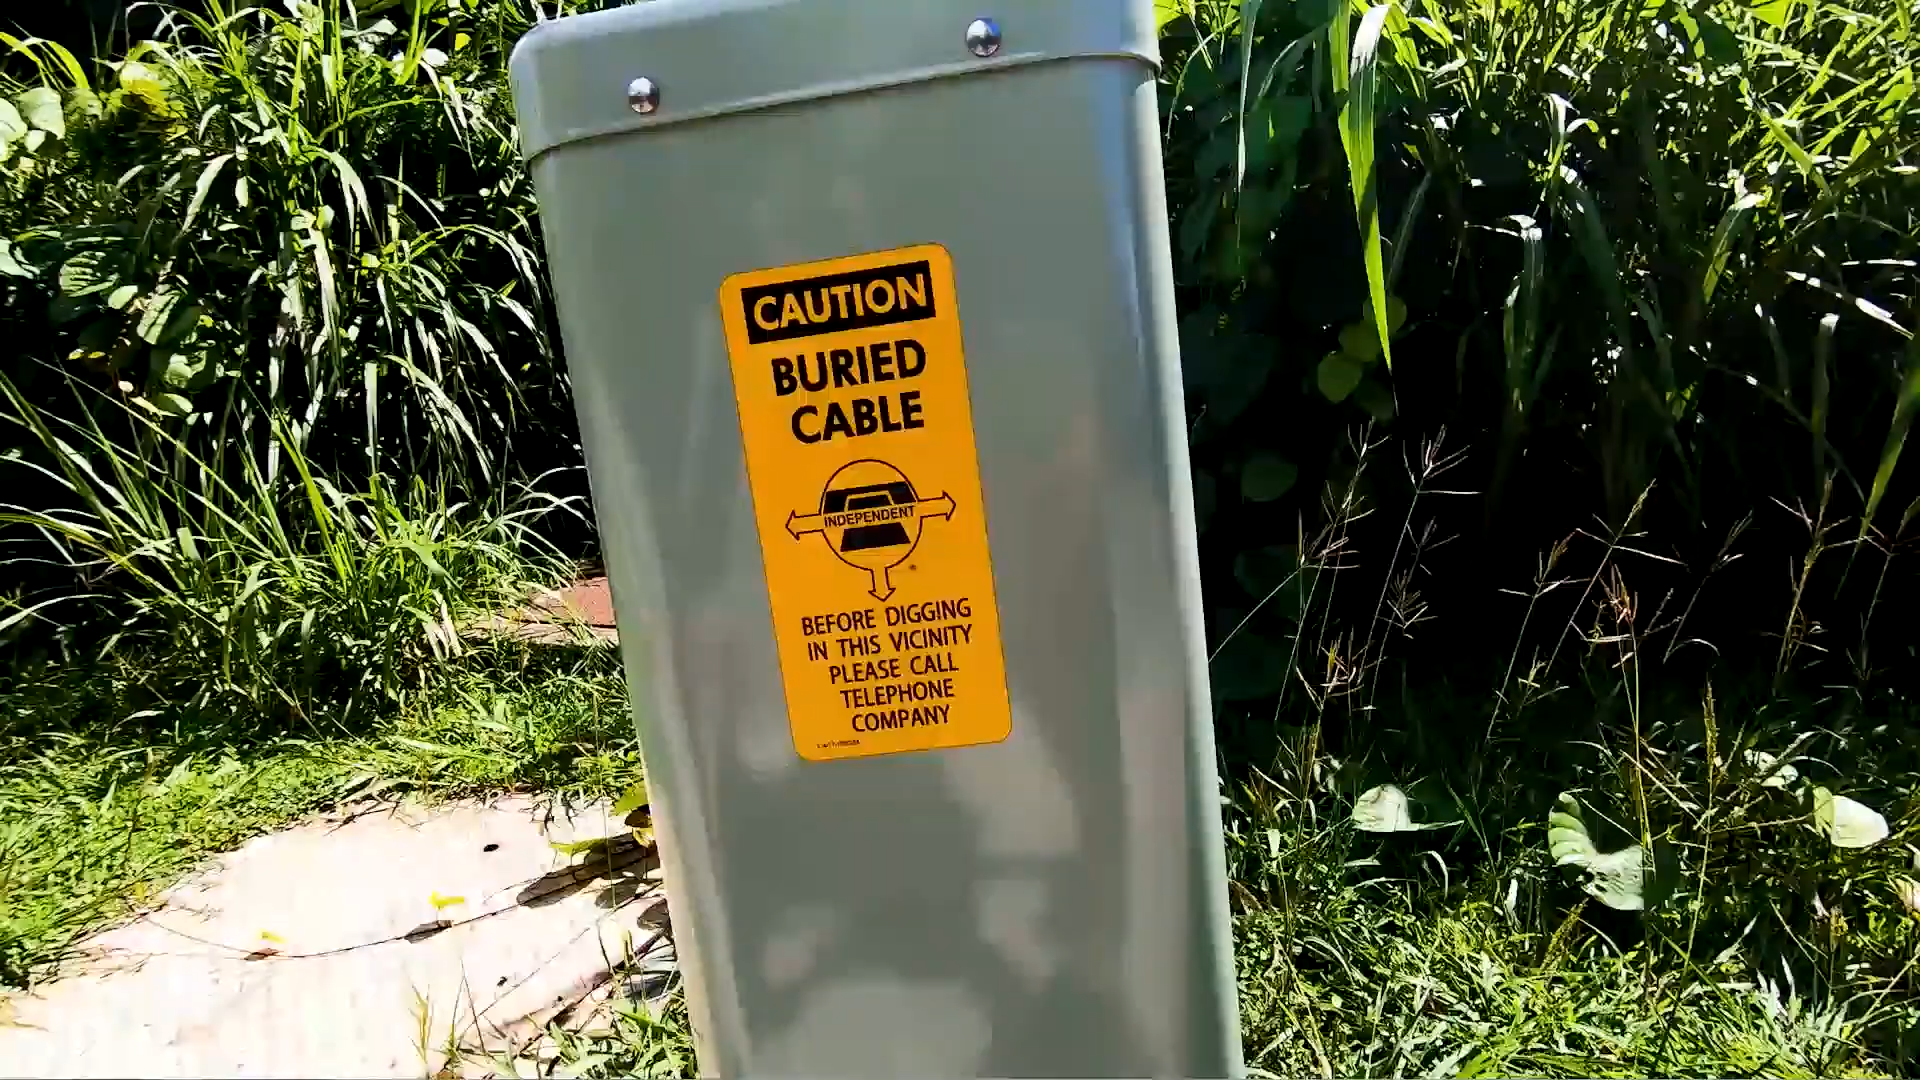 CAUTION
BURIED
CABLE
INDEPENDENT
BEFORE DIGGING
IN THIS VICINITY
PLEASE CALL
TELEPHONE
COMPANY